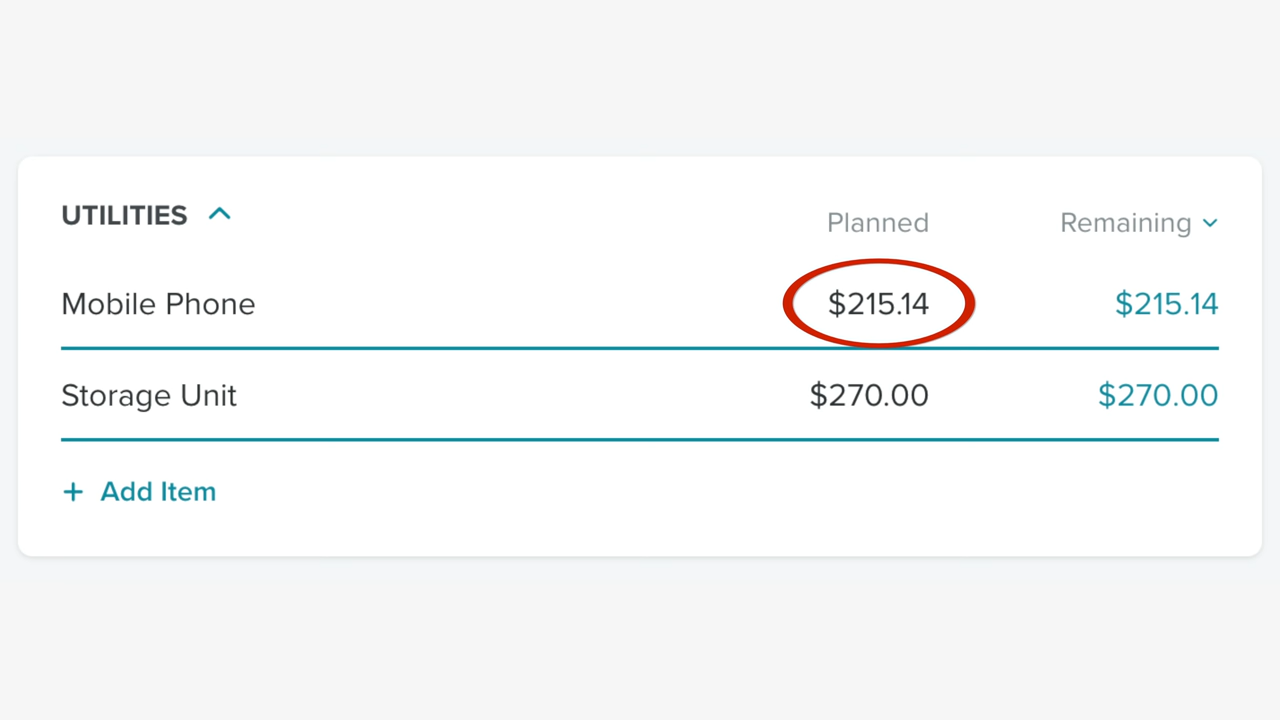 UTILITIES Planned Remaining
Mobile Phone $215.14 $215.14
Storage Unit $270.00 $270.00
+ Add Item